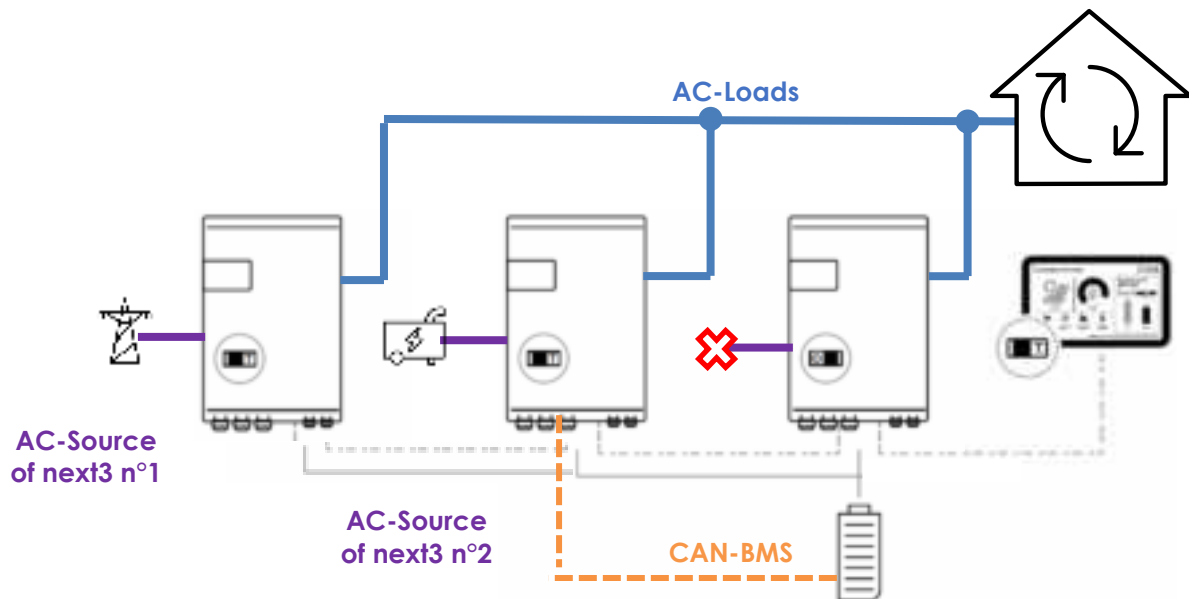 AC-Loads
AC-Source
of next3 n°1
AC-Source
of next3 n°2
CAN-BMS
T